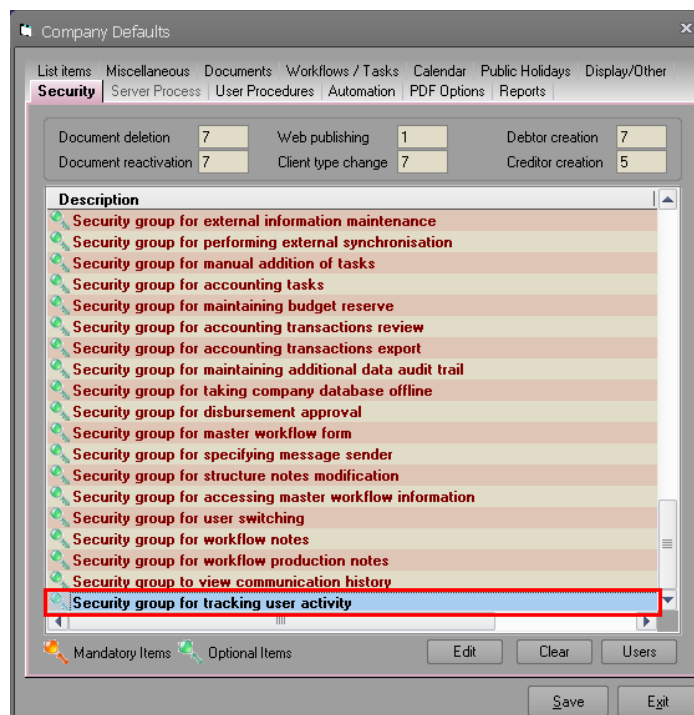 Company Defaults
List items Miscellaneous Documents Workflows / Tasks Calendar Public Holidays Display/Other
Security Server Process User Procedures Automation PDF Options Reports
Document deletion 7 Web publishing 1 Debtor creation 7
Document reactivation 7 Client type change 7 Creditor creation 5
Description
Security group for external information maintenance
Security group for performing external synchronisation
Security group for manual addition of tasks
Security group for accounting tasks
Security group for maintaining budget reserve
Security group for accounting transactions review
Security group for accounting transactions export
Security group for maintaining additional data audit trail
Security group for taking company database offline
Security group for disbursement approval
Security group for master workflow form
Security group for specifying message sender
Security group for structure notes modification
Security group for accessing master workflow information
Security group for user switching
Security group for workflow notes
Security group for workflow production notes
Security group to view communication history
Security group for tracking user activity
Mandatory Items Optional Items Edit Clear Users
Save Exit